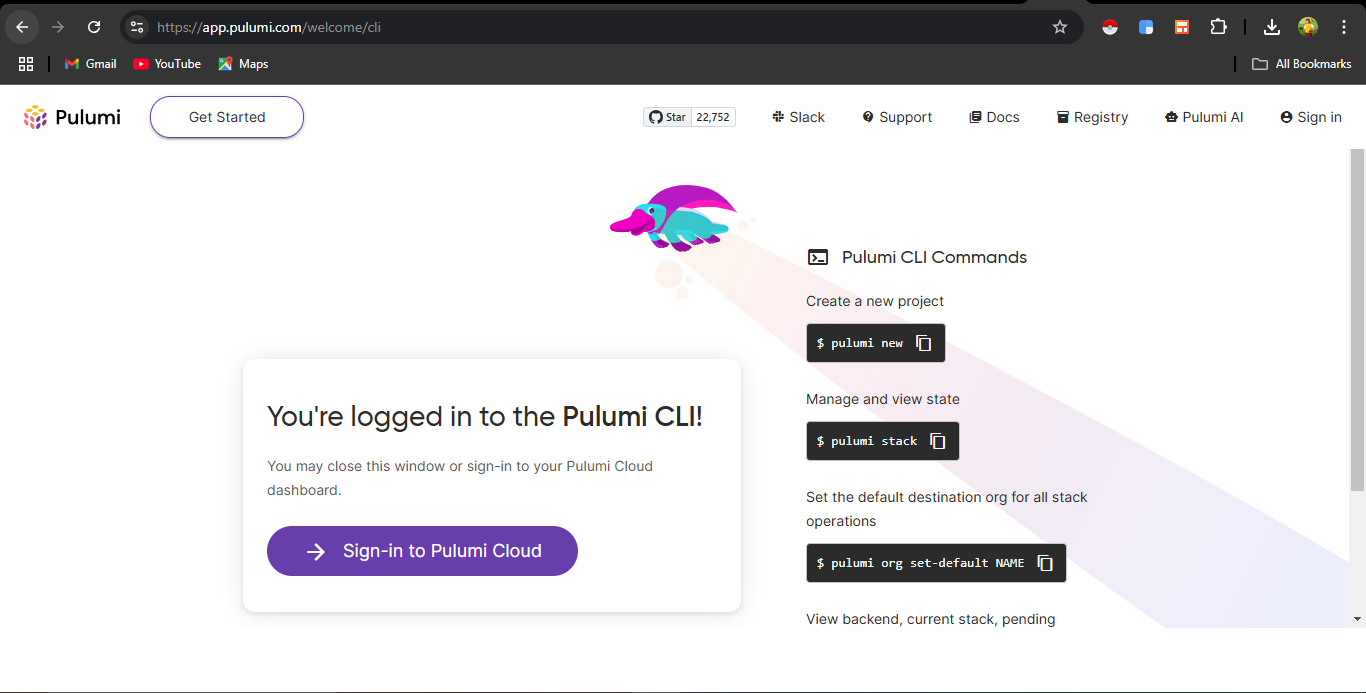 https://app.pulumi.com/welcome/cli
Gmail YouTube Maps All Bookmarks
Pulumi Get Started Star 22,752 Slack Support Docs Registry Pulumi AI Sign in
You're logged in to the Pulumi CLI!
You may close this window or sign-in to your Pulumi Cloud
dashboard.
Sign-in to Pulumi Cloud
Pulumi CLI Commands
Create a new project
$ pulumi new
Manage and view state
$ pulumi stack
Set the default destination org for all stack
operations
$ pulumi org set-default NAME
View backend, current stack, pending